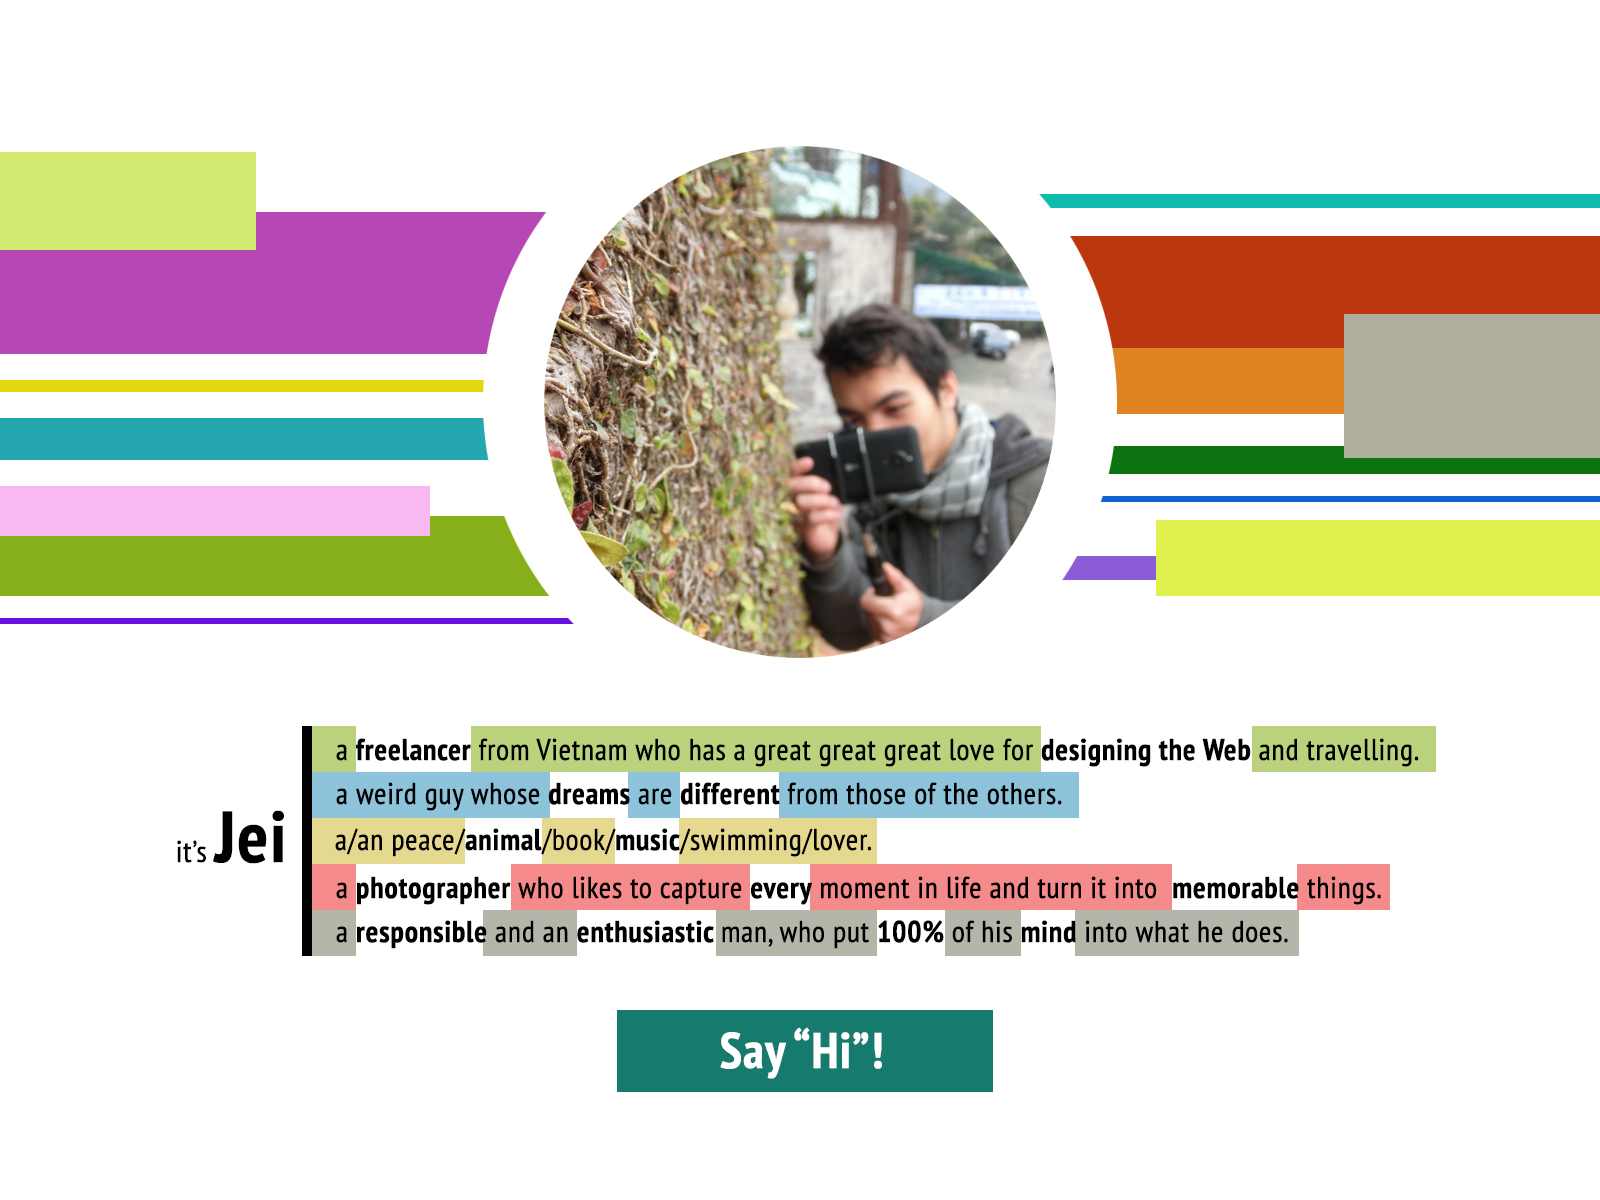 it's Jei
a freelancer from Vietnam who has a great great great love for designing the Web and travelling.
a weird guy whose dreams are different from those of the others.
a/an peace/animal/book/music/swimming/lover.
a photographer who likes to capture every moment in life and turn it into memorable things.
a responsible and an enthusiastic man, who put 100% of his mind into what he does.
Say “Hi”!